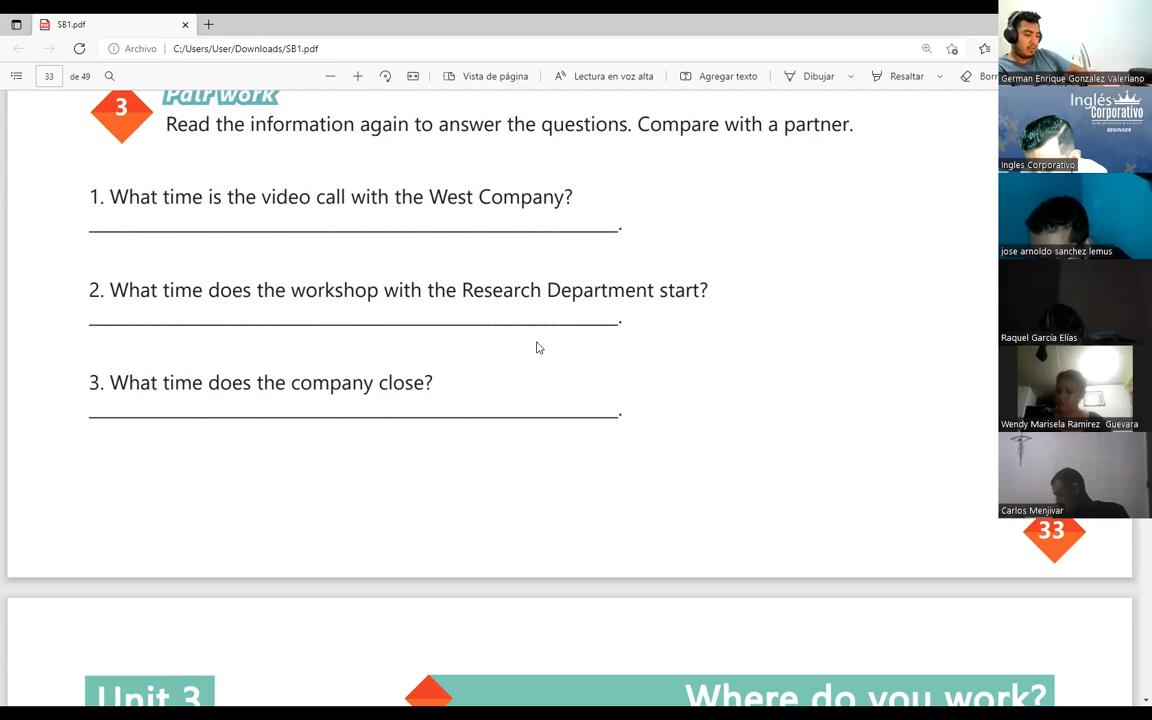 SB1.pdf
Archivo
C:/Users/User/Downloads/SB1.pdf
33 de 49
Vista de página
Lectura en voz alta
Agregar texto
Dibujar
Resaltar
Borr
3
Pair work
Read the information again to answer the questions. Compare with a partner.
1. What time is the video call with the West Company?
2. What time does the workshop with the Research Department start?
3. What time does the company close?
33
Unit 3
Where do you work?
German Enrique Gonzalez Valeriano
Inglés
Corporativo
BEGINNER
Ingles Corporativo
jose arnoldo sanchez lemus
Raquel García Elías
Wendy Marisela Ramirez Guevara
Carlos Menjivar